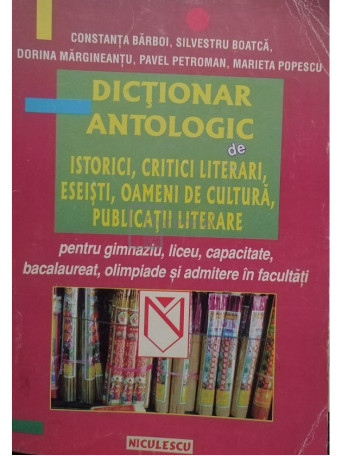 CONSTANȚA BĂRBOI, SILVESTRU BOATCĂ,
DORINA MĂRGINEANȚU, PAVEL PETROMAN, MARIETA POPESCU
DICȚIONAR
ANTOLOGIC
de
ISTORICI, CRITICI LITERARI,
ESEIȘTI, OAMENI DE CULTURĂ,
PUBLICAȚII LITERARE
pentru gimnaziu, liceu, capacitate,
bacalaureat, olimpiade și admitere în facultăți
NICULESCU